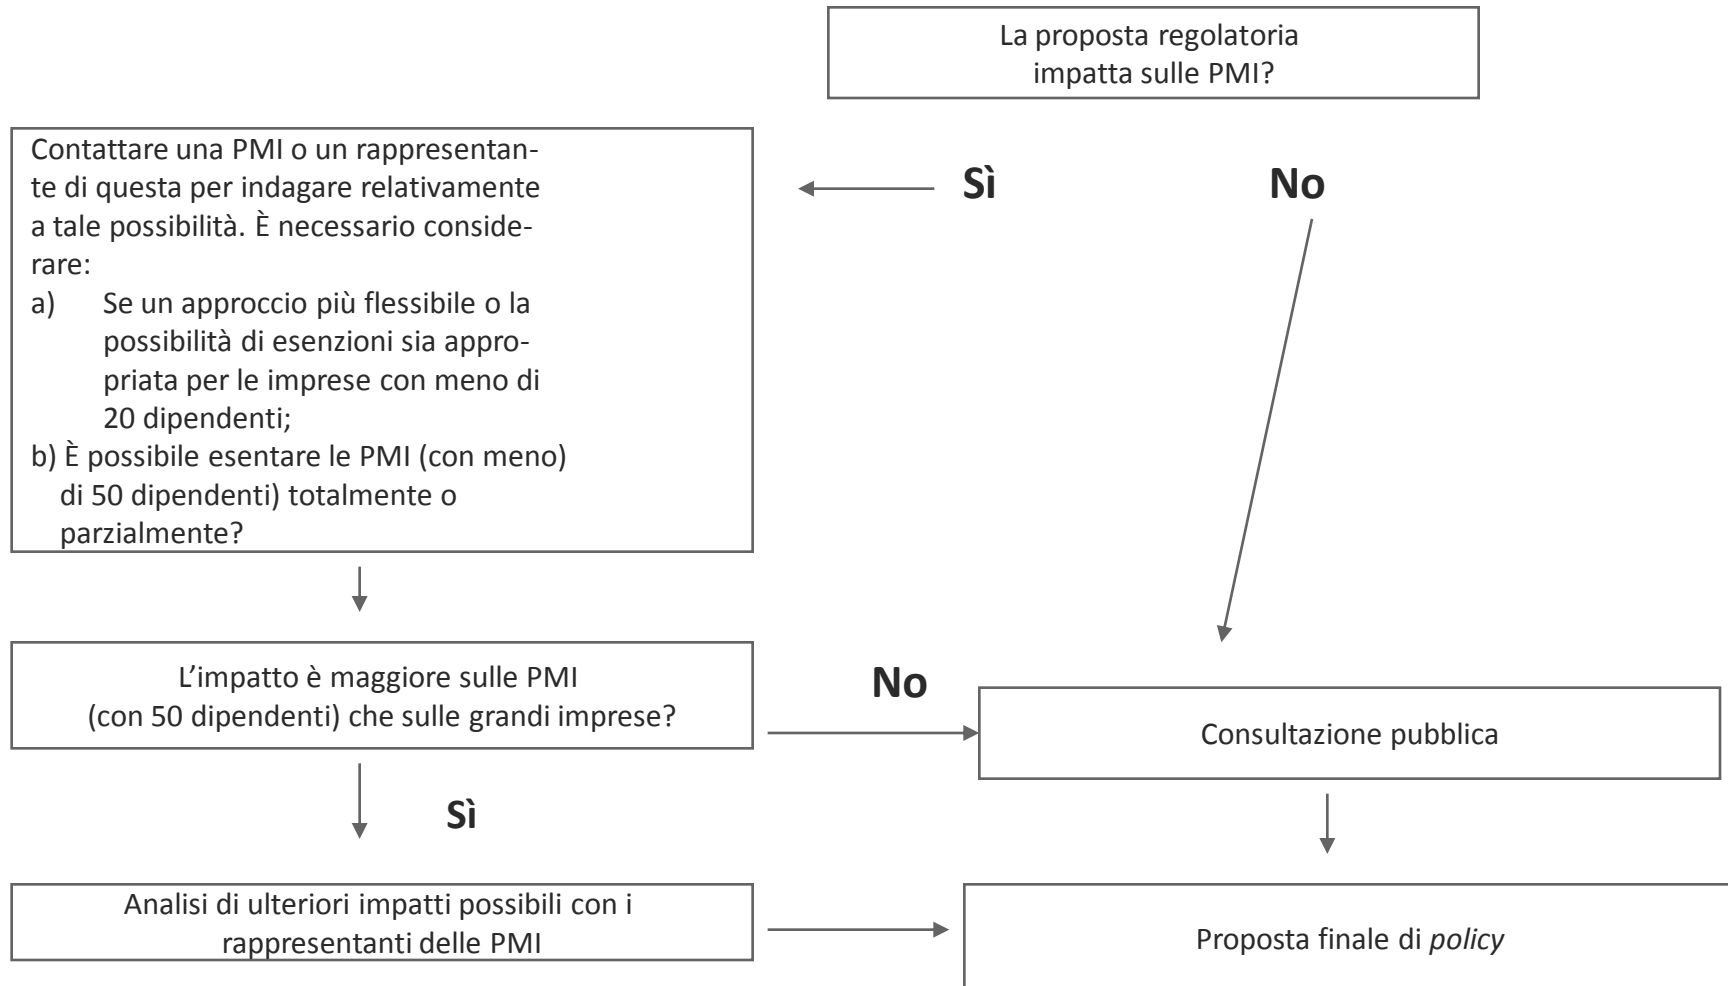 La proposta regolatoria
impatta sulle PMI?
Sì
No
Contattare una PMI o un rappresentan-
te di questa per indagare relativamente
a tale possibilità. È necessario conside-
rare:
a) Se un approccio più flessibile o la
possibilità di esenzioni sia appro-
priata per le imprese con meno di
20 dipendenti;
b) È possibile esentare le PMI (con meno)
di 50 dipendenti) totalmente o
parzialmente?
L’impatto è maggiore sulle PMI
(con 50 dipendenti) che sulle grandi imprese?
No
Consultazione pubblica
Sì
Analisi di ulteriori impatti possibili con i
rappresentanti delle PMI
Proposta finale di policy